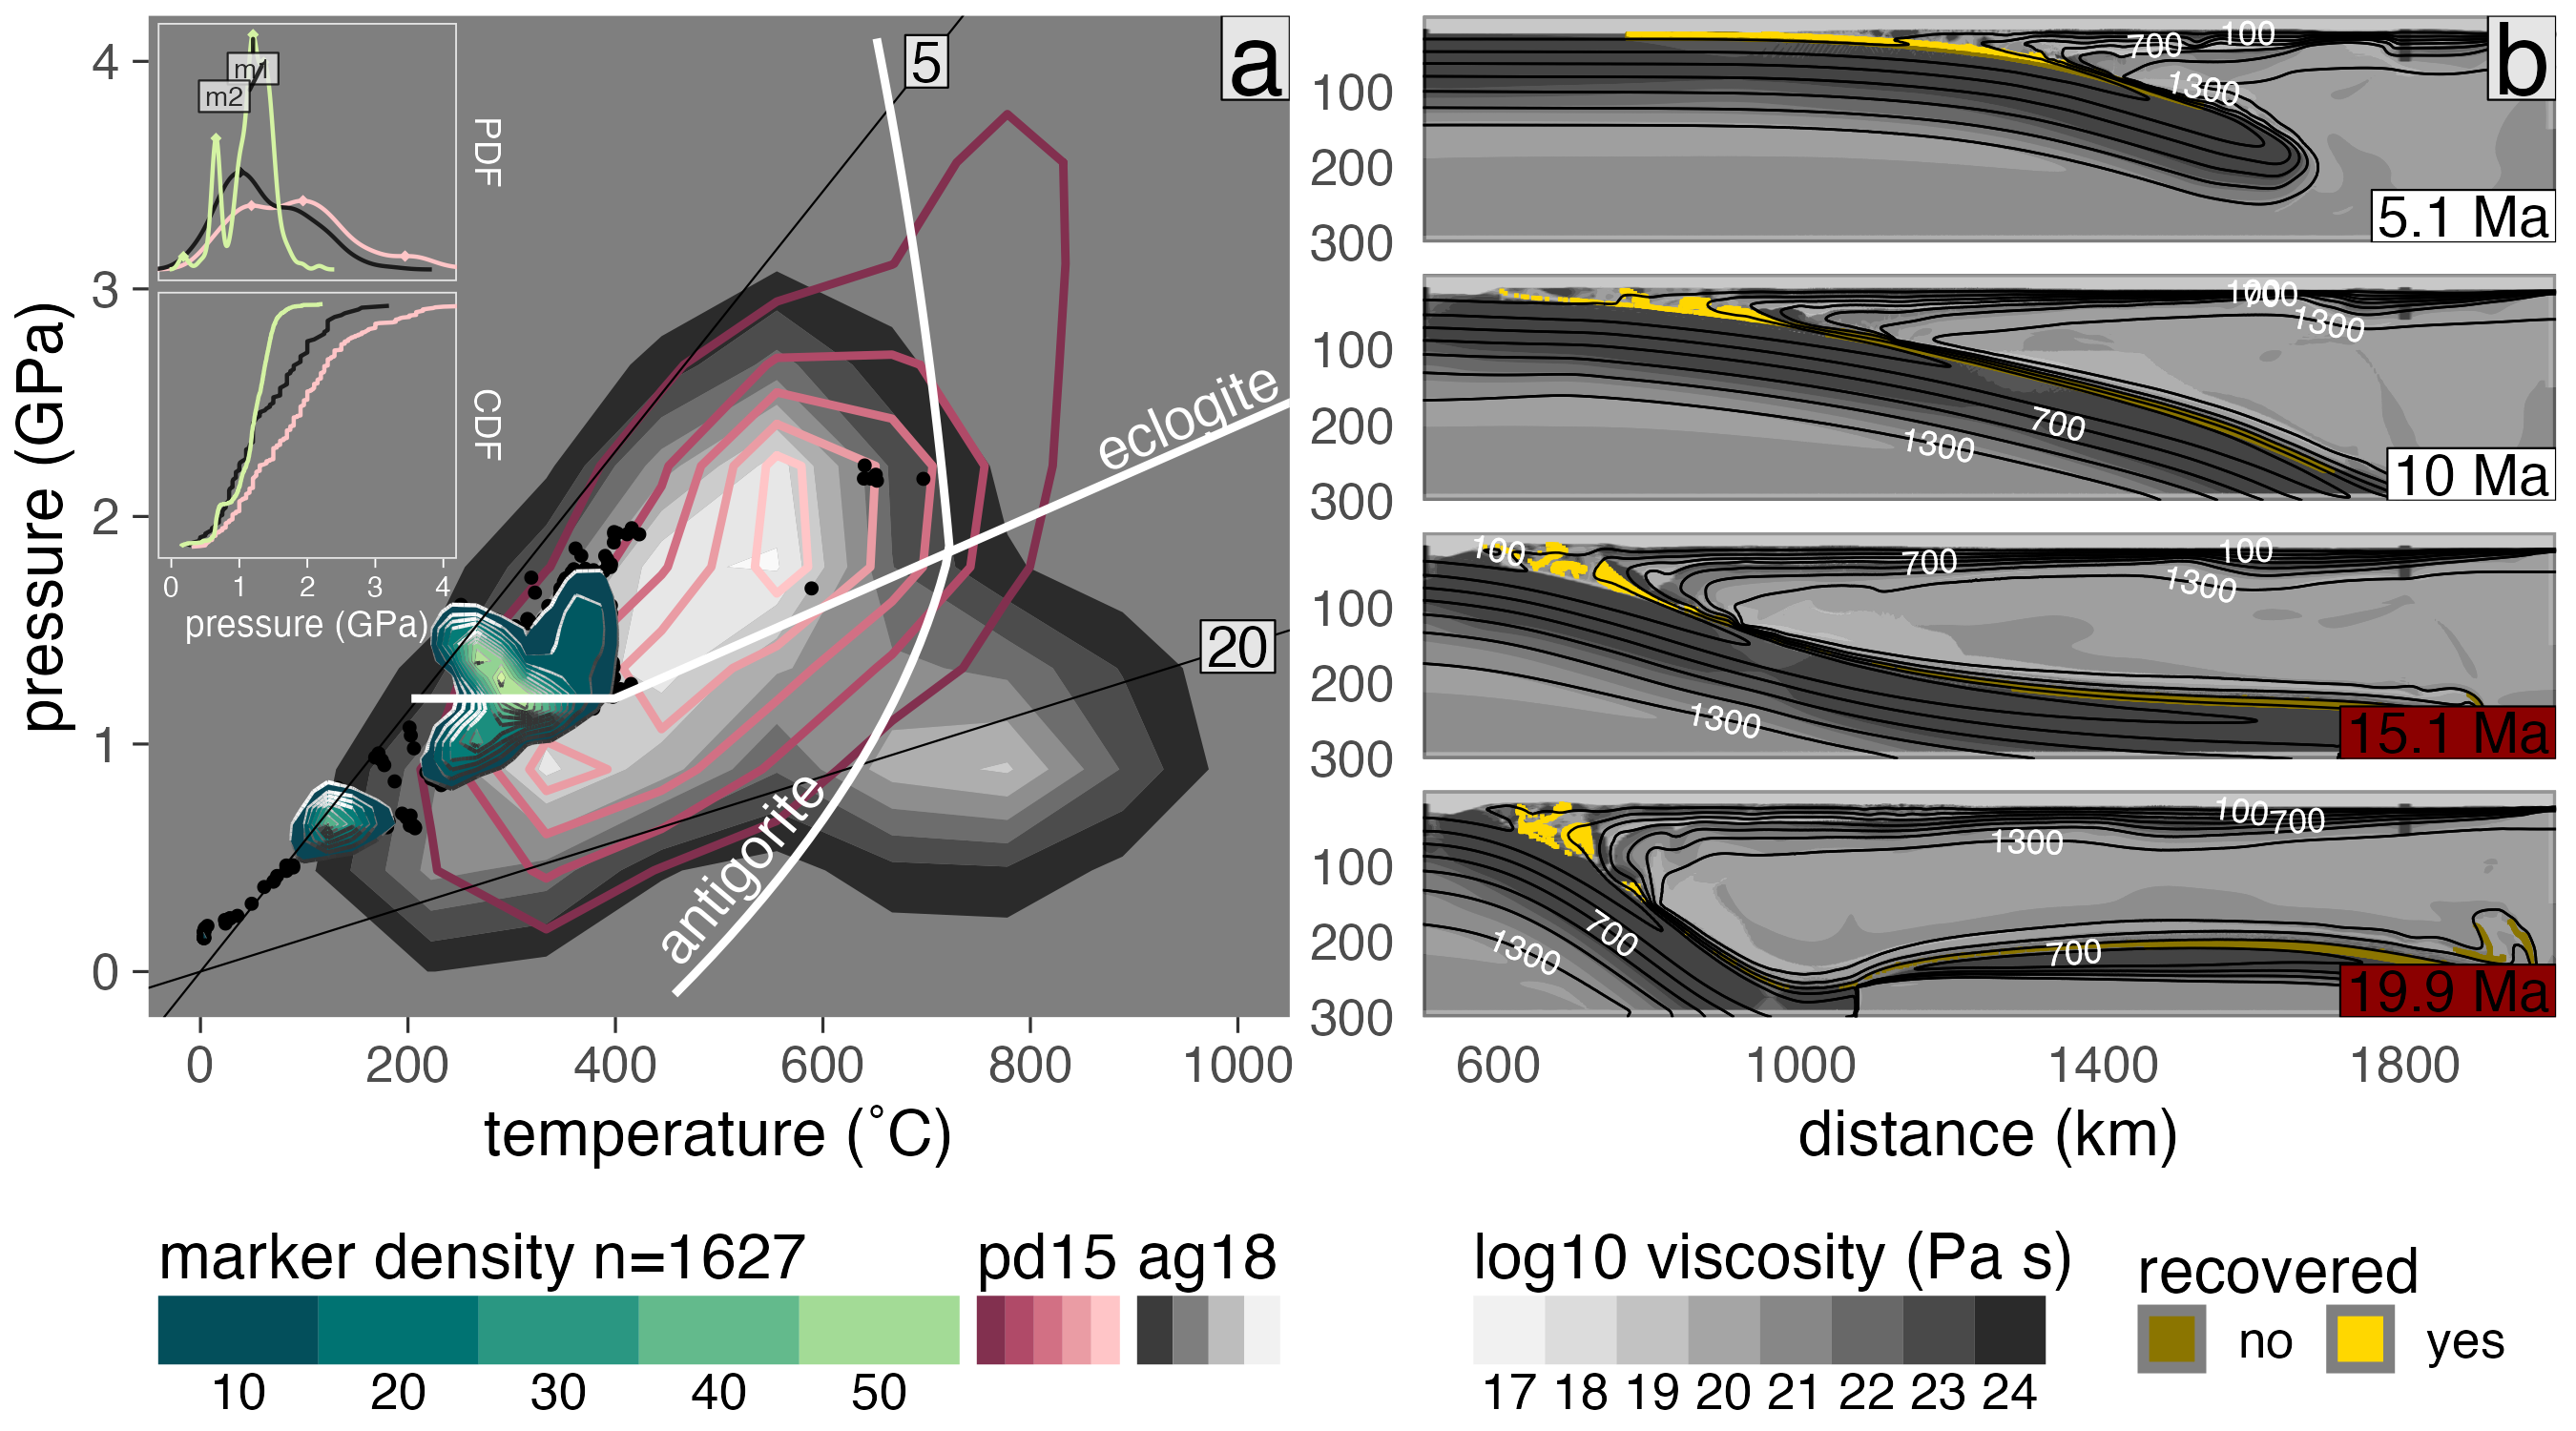 a
4
3
2
1
0
pressure (GPa)
0
200
400
600
800
1000
temperature (˚C)
m1
m2
PDF
CDF
0
1
2
3
4
pressure (GPa)
5
20
eclogite
antigorite
b
100
200
300
700
100
1300
5.1 Ma
100
200
300
700
1300
1300
10 Ma
100
200
300
100
700
100
1300
1300
15.1 Ma
100
200
300
100
700
1300
700
1300
700
19.9 Ma
600
1000
1400
1800
distance (km)
marker density n=1627
10 20 30 40 50
pd15 ag18
log10 viscosity (Pa s)
17 18 19 20 21 22 23 24
recovered
no yes